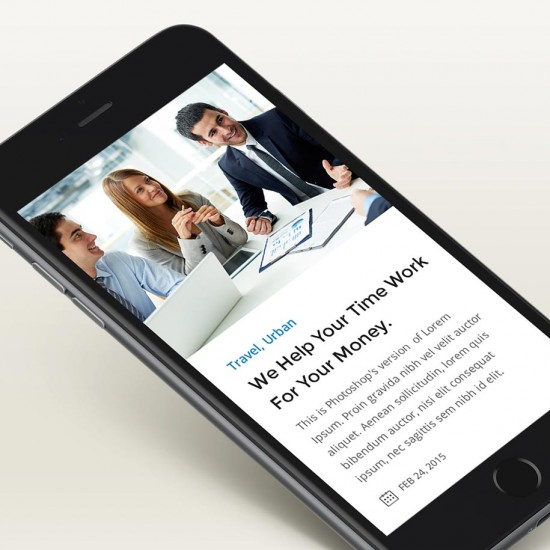 Travel, Urban
We Help Your Time Work
For Your Money.
This is Photoshop's version of Lorem
Ipsum. Proin gravida nibh vel velit auctor
aliquet. Aenean sollicitudin, lorem quis
bibendum auctor, nisi elit consequat
ipsum, nec sagittis sem nibh id elit.
FEB 24, 2015